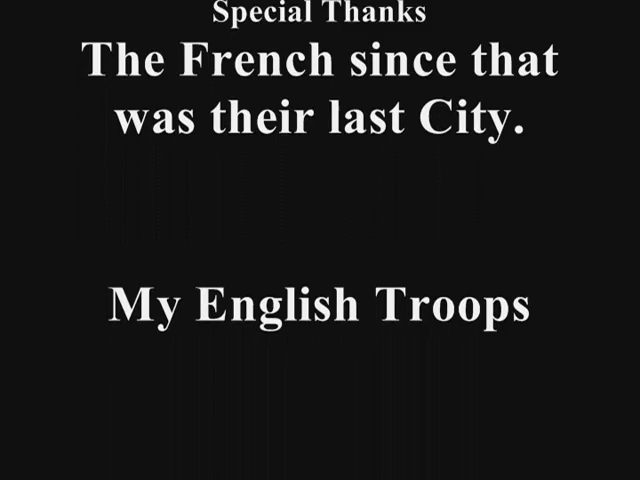 Special Thanks
The French since that
was their last City.
My English Troops